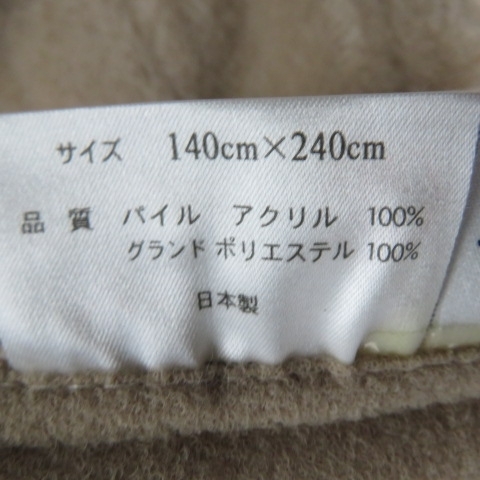 サイズ 140cm×240cm
品 質 パイル アクリル 100%
グランド ポリエステル 100%
日本製